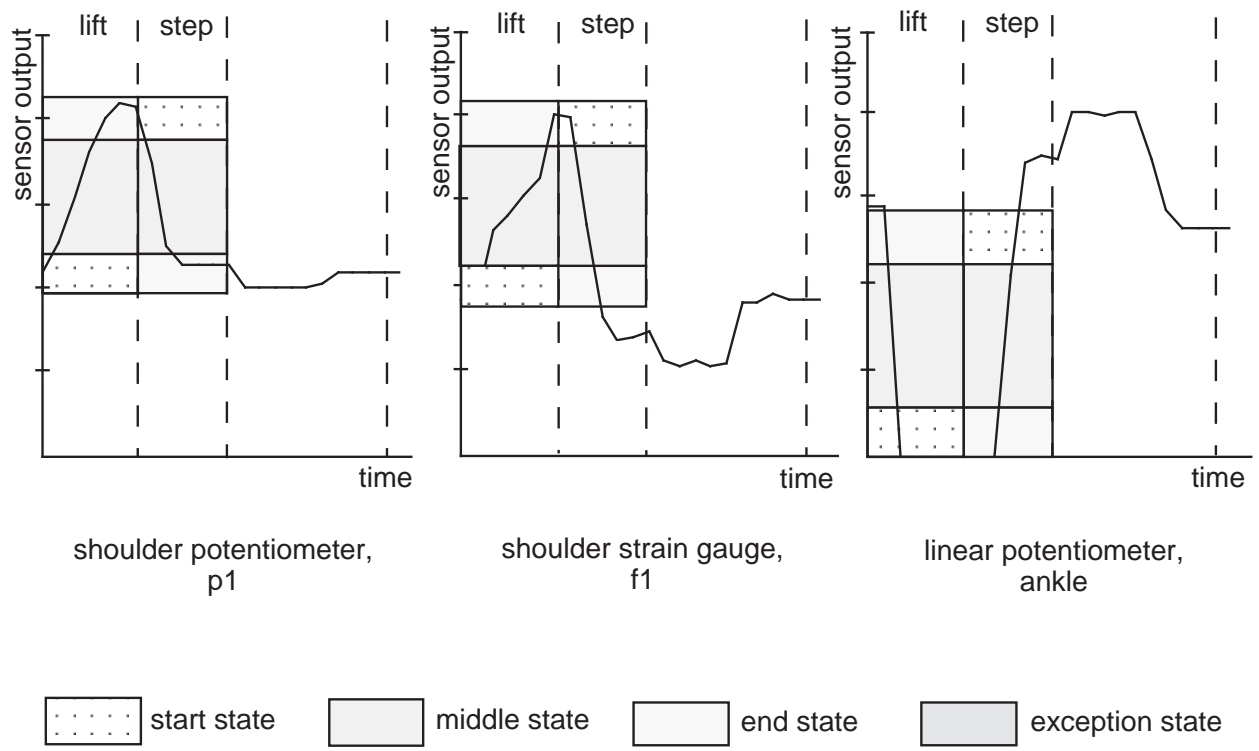 lift step
sensor output
time
shoulder potentiometer,
p1
lift step
sensor output
time
shoulder strain gauge,
f1
lift step
sensor output
time
linear potentiometer,
ankle
start state
middle state
end state
exception state